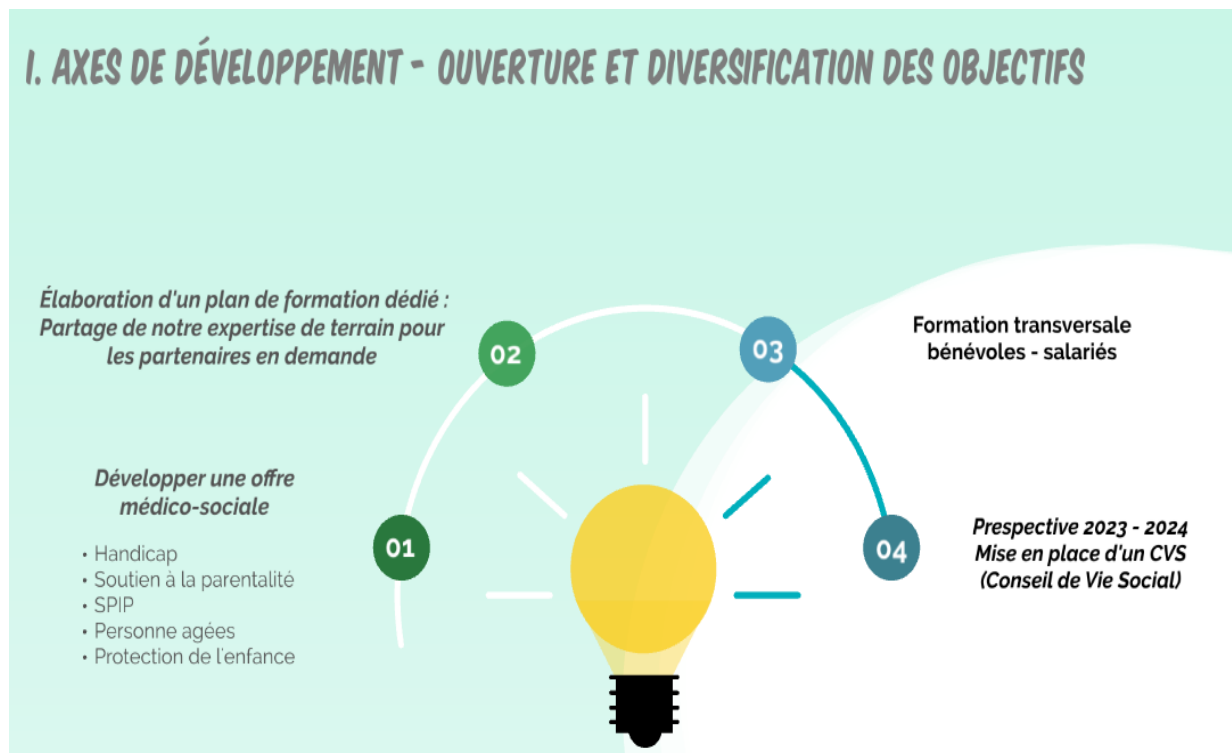 I. AXES DE DÉVELOPPEMENT - OUVERTURE ET DIVERSIFICATION DES OBJECTIFS
01
Développer une offre
médico-sociale
• Handicap
• Soutien à la parentalité
• SPIP
• Personne agées
• Protection de l'enfance
02
Élaboration d'un plan de formation dédié :
Partage de notre expertise de terrain pour
les partenaires en demande
03
Formation transversale
bénévoles - salariés
04
Prespective 2023 - 2024
Mise en place d'un CVS
(Conseil de Vie Social)